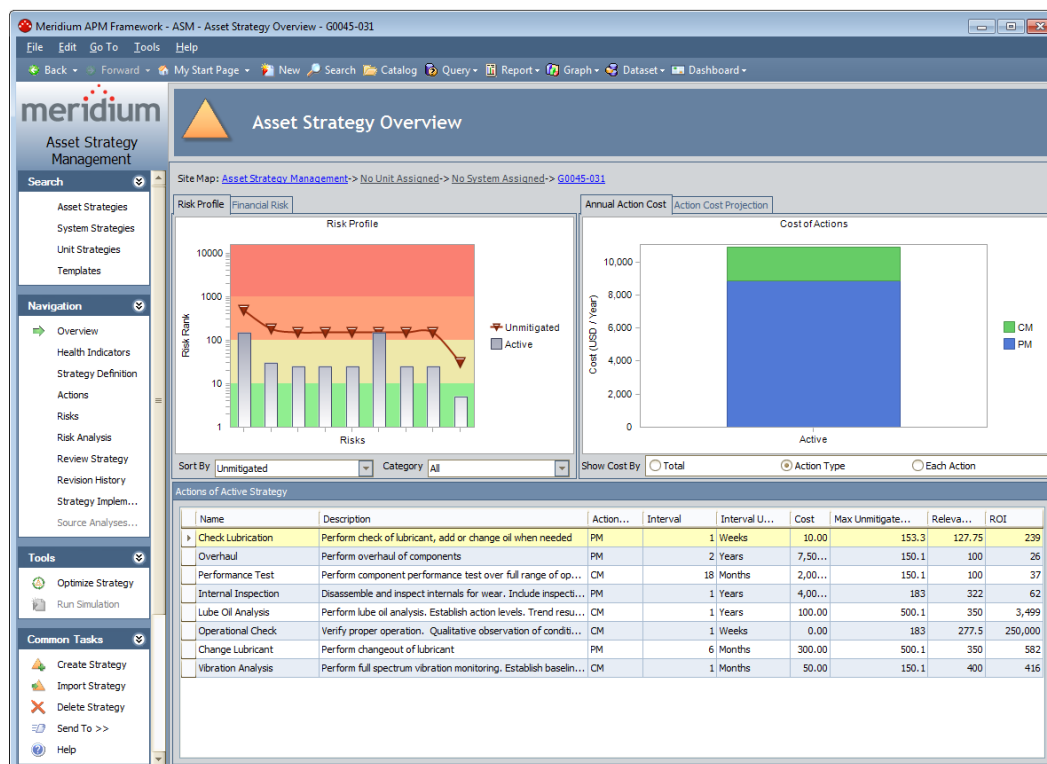 Meridium APM Framework - ASM - Asset Strategy Overview - G0045-031
File Edit Go To Tools Help
Back Forward My Start Page New Search Catalog Query Report Graph Dataset Dashboard
meridium
Asset Strategy
Management
Search
Asset Strategies
System Strategies
Unit Strategies
Templates
Navigation
Overview
Health Indicators
Strategy Definition
Actions
Risks
Risk Analysis
Review Strategy
Revision History
Strategy Implem...
Source Analyses...
Tools
Optimize Strategy
Run Simulation
Common Tasks
Create Strategy
Import Strategy
Delete Strategy
Send To >>
Help
Asset Strategy Overview
Site Map: Asset Strategy Management-> No Unit Assigned-> No System Assigned-> G0045-031
Risk Profile Financial Risk
Risk Profile
Risk Rank
10000
1000
100
10
1
Risks
Unmitigated
Active
Sort By Unmitigated Category All
Annual Action Cost Action Cost Projection
Cost of Actions
Cost (USD / Year)
10,000
8,000
6,000
4,000
2,000
0
Active
CM
PM
Show Cost By Total Action Type Each Action
Actions of Active Strategy
Name Description Action... Interval Interval U... Cost Max Unmitigate... Releva... ROI
Check Lubrication Perform check of lubricant, add or change oil when needed PM 1 Weeks 10.00 153.3 127.75 239
Overhaul Perform overhaul of components PM 2 Years 7,50... 150.1 100 26
Performance Test Perform component performance test over full range of op... CM 18 Months 2,00... 150.1 100 37
Internal Inspection Disassemble and inspect internals for wear. Include inspecti... PM 1 Years 4,00... 183 322 62
Lube Oil Analysis Perform lube oil analysis. Establish action levels. Trend resu... CM 1 Years 100.00 500.1 350 3,499
Operational Check Verify proper operation. Qualitative observation of conditi... CM 1 Weeks 0.00 183 277.5 250,000
Change Lubricant Perform changeout of lubricant PM 6 Months 300.00 500.1 350 582
Vibration Analysis Perform full spectrum vibration monitoring. Establish baselin... CM 1 Months 50.00 150.1 400 416